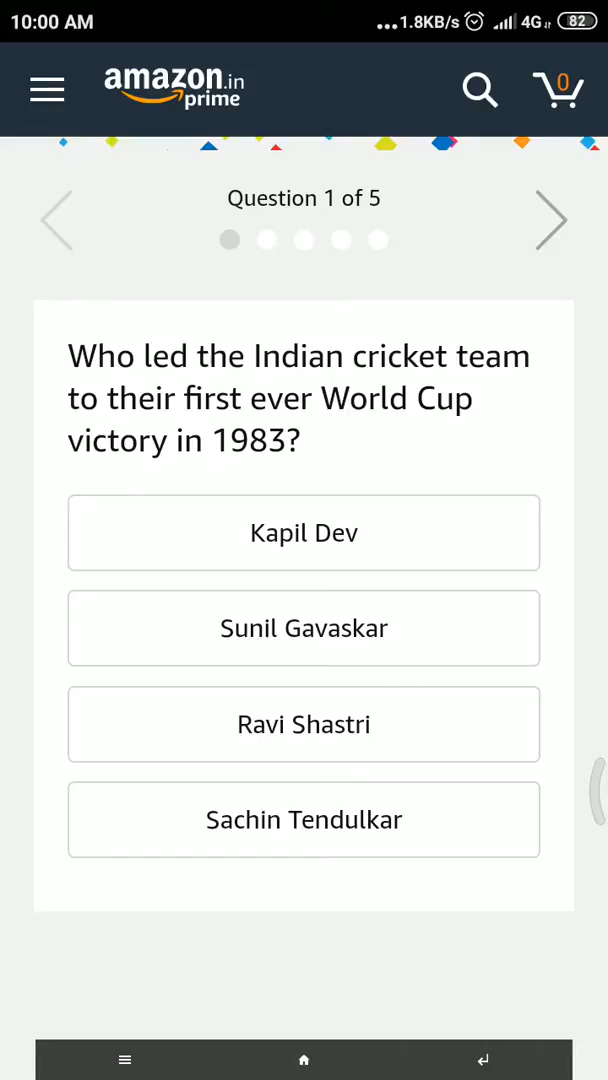 10:00 AM ...1.8KB/s 4G 82
amazon.in
prime
0
Question 1 of 5
Who led the Indian cricket team
to their first ever World Cup
victory in 1983?
Kapil Dev
Sunil Gavaskar
Ravi Shastri
Sachin Tendulkar